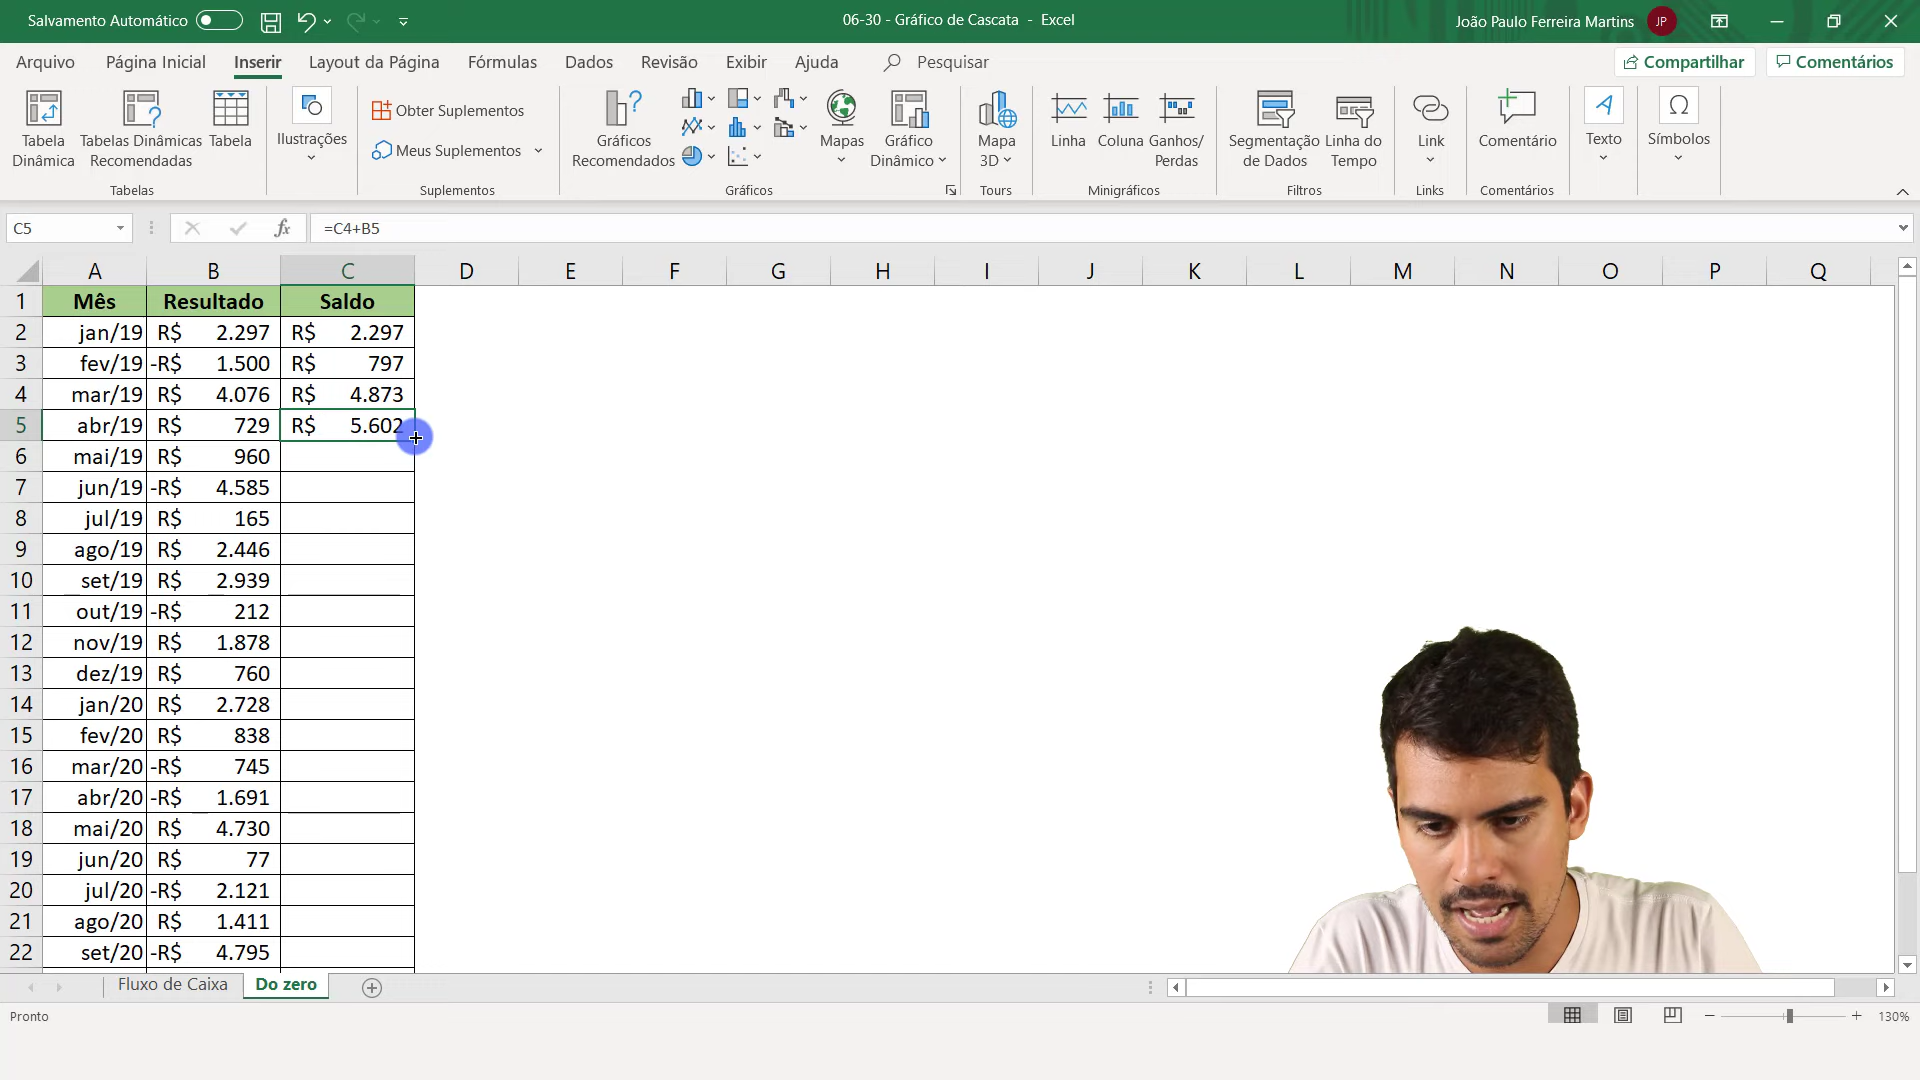 Salvamento Automático
06-30 - Gráfico de Cascata - Excel
João Paulo Ferreira Martins JP
Arquivo Página Inicial Inserir Layout da Página Fórmulas Dados Revisão Exibir Ajuda Pesquisar Compartilhar Comentários
Tabela Dinâmica
Tabelas Dinâmicas Recomendadas
Tabela
Tabelas
Ilustrações
Obter Suplementos
Meus Suplementos
Suplementos
Gráficos Recomendados
Mapas
Gráfico Dinâmico
Gráficos
Mapa 3D
Tours
Linha
Coluna
Ganhos/ Perdas
Minigráficos
Segmentação de Dados
Linha do Tempo
Filtros
Link
Links
Comentário
Comentários
Texto
Símbolos
C5 fx =C4+B5
A B C D E F G H I J K L M N O P Q
1 Mês Resultado Saldo
2 jan/19 R$ 2.297 R$ 2.297
3 fev/19 -R$ 1.500 R$ 797
4 mar/19 R$ 4.076 R$ 4.873
5 abr/19 R$ 729 R$ 5.602
6 mai/19 R$ 960
7 jun/19 -R$ 4.585
8 jul/19 R$ 165
9 ago/19 R$ 2.446
10 set/19 R$ 2.939
11 out/19 -R$ 212
12 nov/19 R$ 1.878
13 dez/19 R$ 760
14 jan/20 R$ 2.728
15 fev/20 R$ 838
16 mar/20 -R$ 745
17 abr/20 -R$ 1.691
18 mai/20 R$ 4.730
19 jun/20 R$ 77
20 jul/20 -R$ 2.121
21 ago/20 R$ 1.411
22 set/20 -R$ 4.795
Fluxo de Caixa Do zero
Pronto
130%